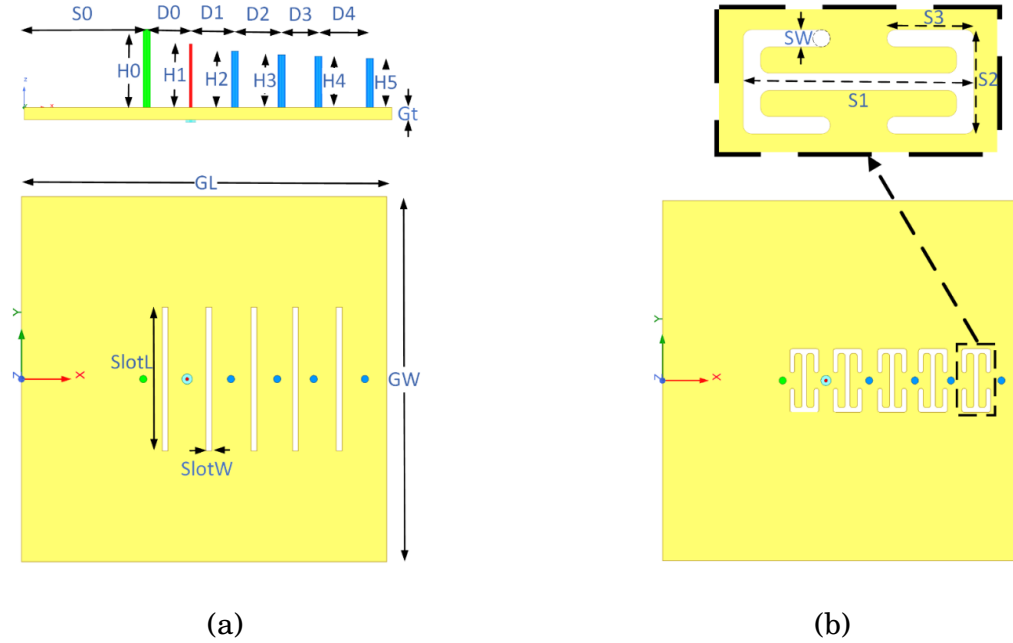 S0 D0 D1 D2 D3 D4
H0 H1 H2 H3 H4 H5
Gt
z
x
GL
Y
Z
X
SlotL
SlotW
GW
(a)
SW
S3
S1
S2
Y
Z
X
(b)